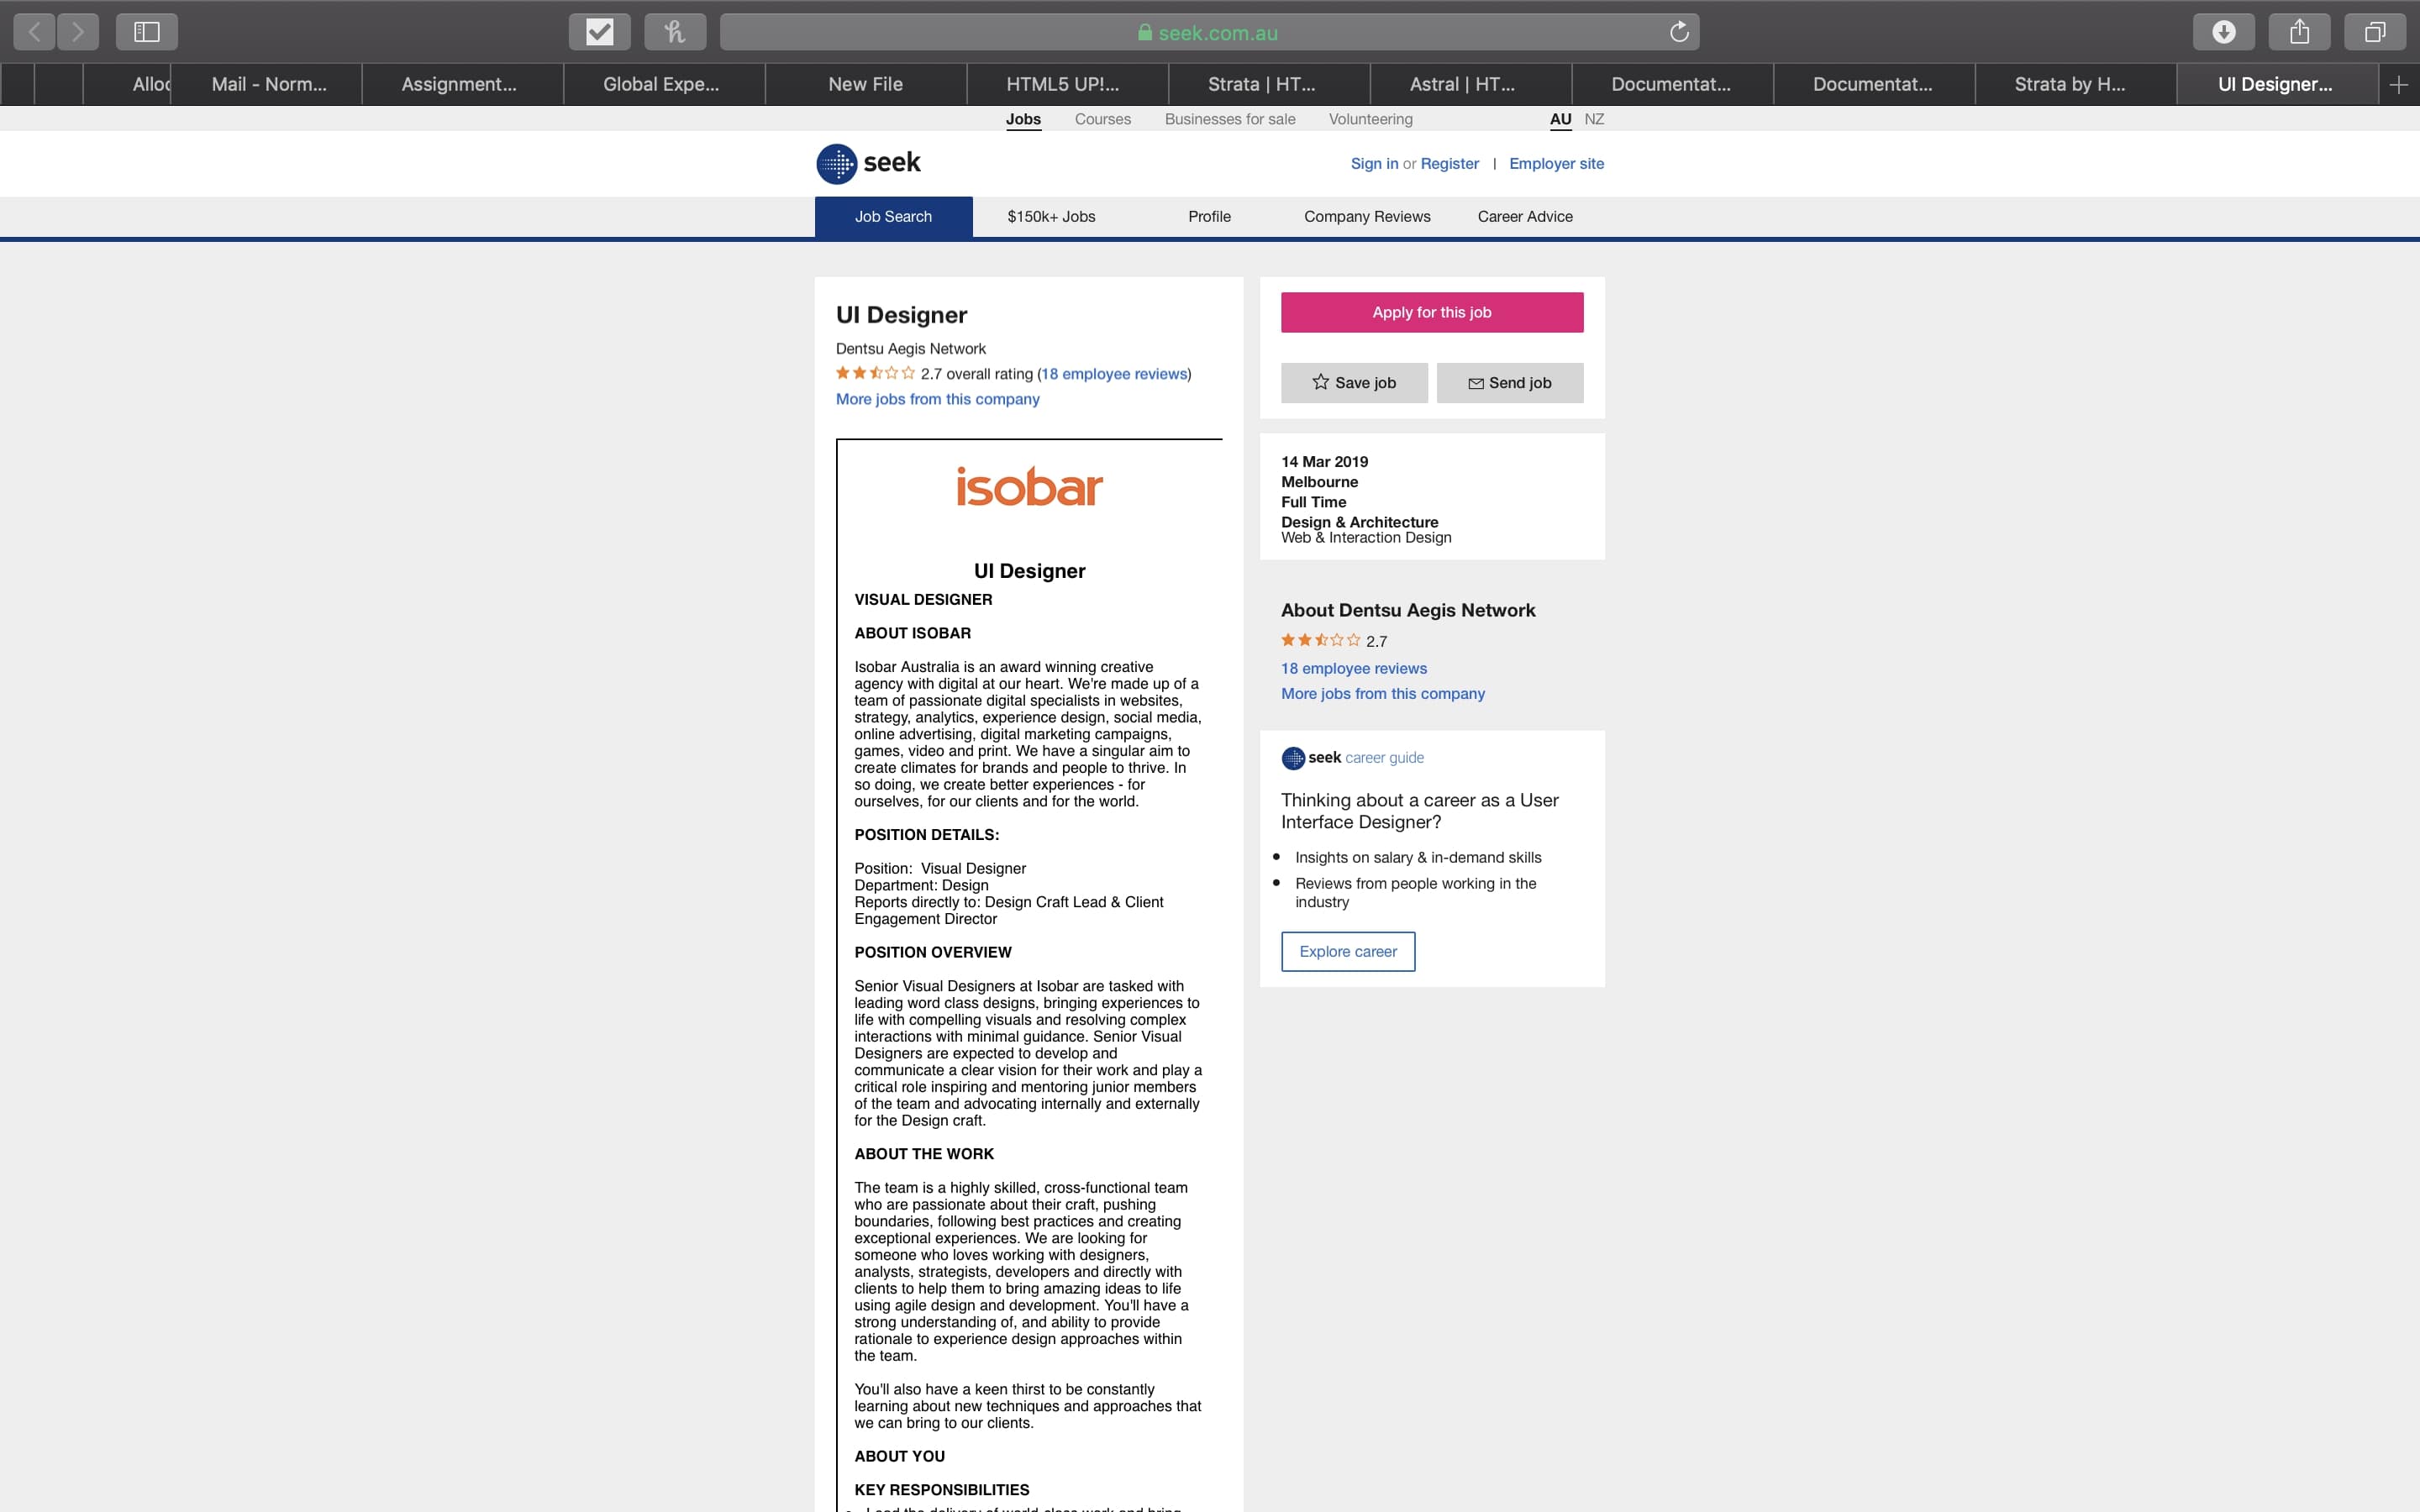 seek.com.au
Alloc
Mail - Norm...
Assignment...
Global Expe...
New File
HTML5 UP!...
Strata | HT...
Astral | HT...
Documentat...
Documentat...
Strata by H...
UI Designer...
Jobs Courses Businesses for sale Volunteering AU NZ
seek
Sign in or Register | Employer site
Job Search $150k+ Jobs Profile Company Reviews Career Advice
UI Designer
Dentsu Aegis Network
2.7 overall rating (18 employee reviews)
More jobs from this company
isobar
UI Designer
VISUAL DESIGNER
ABOUT ISOBAR
Isobar Australia is an award winning creative
agency with digital at our heart. We're made up of a
team of passionate digital specialists in websites,
strategy, analytics, experience design, social media,
online advertising, digital marketing campaigns,
games, video and print. We have a singular aim to
create climates for brands and people to thrive. In
so doing, we create better experiences - for
ourselves, for our clients and for the world.
POSITION DETAILS:
Position:  Visual Designer
Department: Design
Reports directly to: Design Craft Lead & Client
Engagement Director
POSITION OVERVIEW
Senior Visual Designers at Isobar are tasked with
leading word class designs, bringing experiences to
life with compelling visuals and resolving complex
interactions with minimal guidance. Senior Visual
Designers are expected to develop and
communicate a clear vision for their work and play a
critical role inspiring and mentoring junior members
of the team and advocating internally and externally
for the Design craft.
ABOUT THE WORK
The team is a highly skilled, cross-functional team
who are passionate about their craft, pushing
boundaries, following best practices and creating
exceptional experiences. We are looking for
someone who loves working with designers,
analysts, strategists, developers and directly with
clients to help them to bring amazing ideas to life
using agile design and development. You'll have a
strong understanding of, and ability to provide
rationale to experience design approaches within
the team.
You'll also have a keen thirst to be constantly
learning about new techniques and approaches that
we can bring to our clients.
ABOUT YOU
KEY RESPONSIBILITIES
Apply for this job
Save job
Send job
14 Mar 2019
Melbourne
Full Time
Design & Architecture
Web & Interaction Design
About Dentsu Aegis Network
2.7
18 employee reviews
More jobs from this company
seek career guide
Thinking about a career as a User
Interface Designer?
• Insights on salary & in-demand skills
• Reviews from people working in the
industry
Explore career